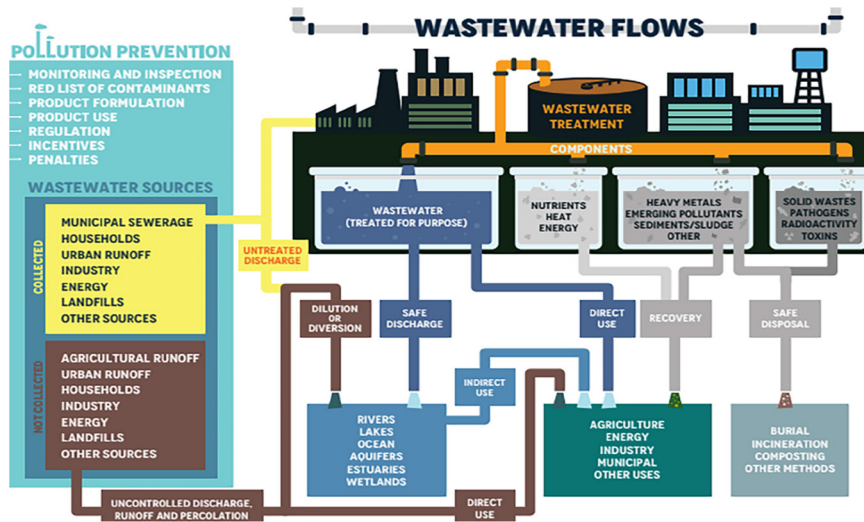 WASTEWATER FLOWS
POLLUTION PREVENTION
MONITORING AND INSPECTION
RED LIST OF CONTAMINANTS
PRODUCT FORMULATION
PRODUCT USE
REGULATION
INCENTIVES
PENALTIES
WASTEWATER SOURCES
COLLECTED
MUNICIPAL SEWERAGE
HOUSEHOLDS
URBAN RUNOFF
INDUSTRY
ENERGY
LANDFILLS
OTHER SOURCES
NOT COLLECTED
AGRICULTURAL RUNOFF
URBAN RUNOFF
HOUSEHOLDS
INDUSTRY
ENERGY
LANDFILLS
OTHER SOURCES
WASTEWATER
TREATMENT
COMPONENTS
WASTEWATER
(TREATED FOR PURPOSE)
NUTRIENTS
HEAT
ENERGY
HEAVY METALS
EMERGING POLLUTANTS
SEDIMENTS/SLUDGE
OTHER
SOLID WASTES
PATHOGENS
RADIOACTIVITY
TOXINS
UNTREATED
DISCHARGE
DILUTION
OR
DIVERSION
SAFE
DISCHARGE
DIRECT
USE
RECOVERY
SAFE
DISPOSAL
INDIRECT
USE
RIVERS
LAKES
OCEAN
AQUIFERS
ESTUARIES
WETLANDS
AGRICULTURE
ENERGY
INDUSTRY
MUNICIPAL
OTHER USES
BURIAL
INCINERATION
COMPOSTING
OTHER METHODS
UNCONTROLLED DISCHARGE,
RUNOFF AND PERCOLATION
DIRECT
USE